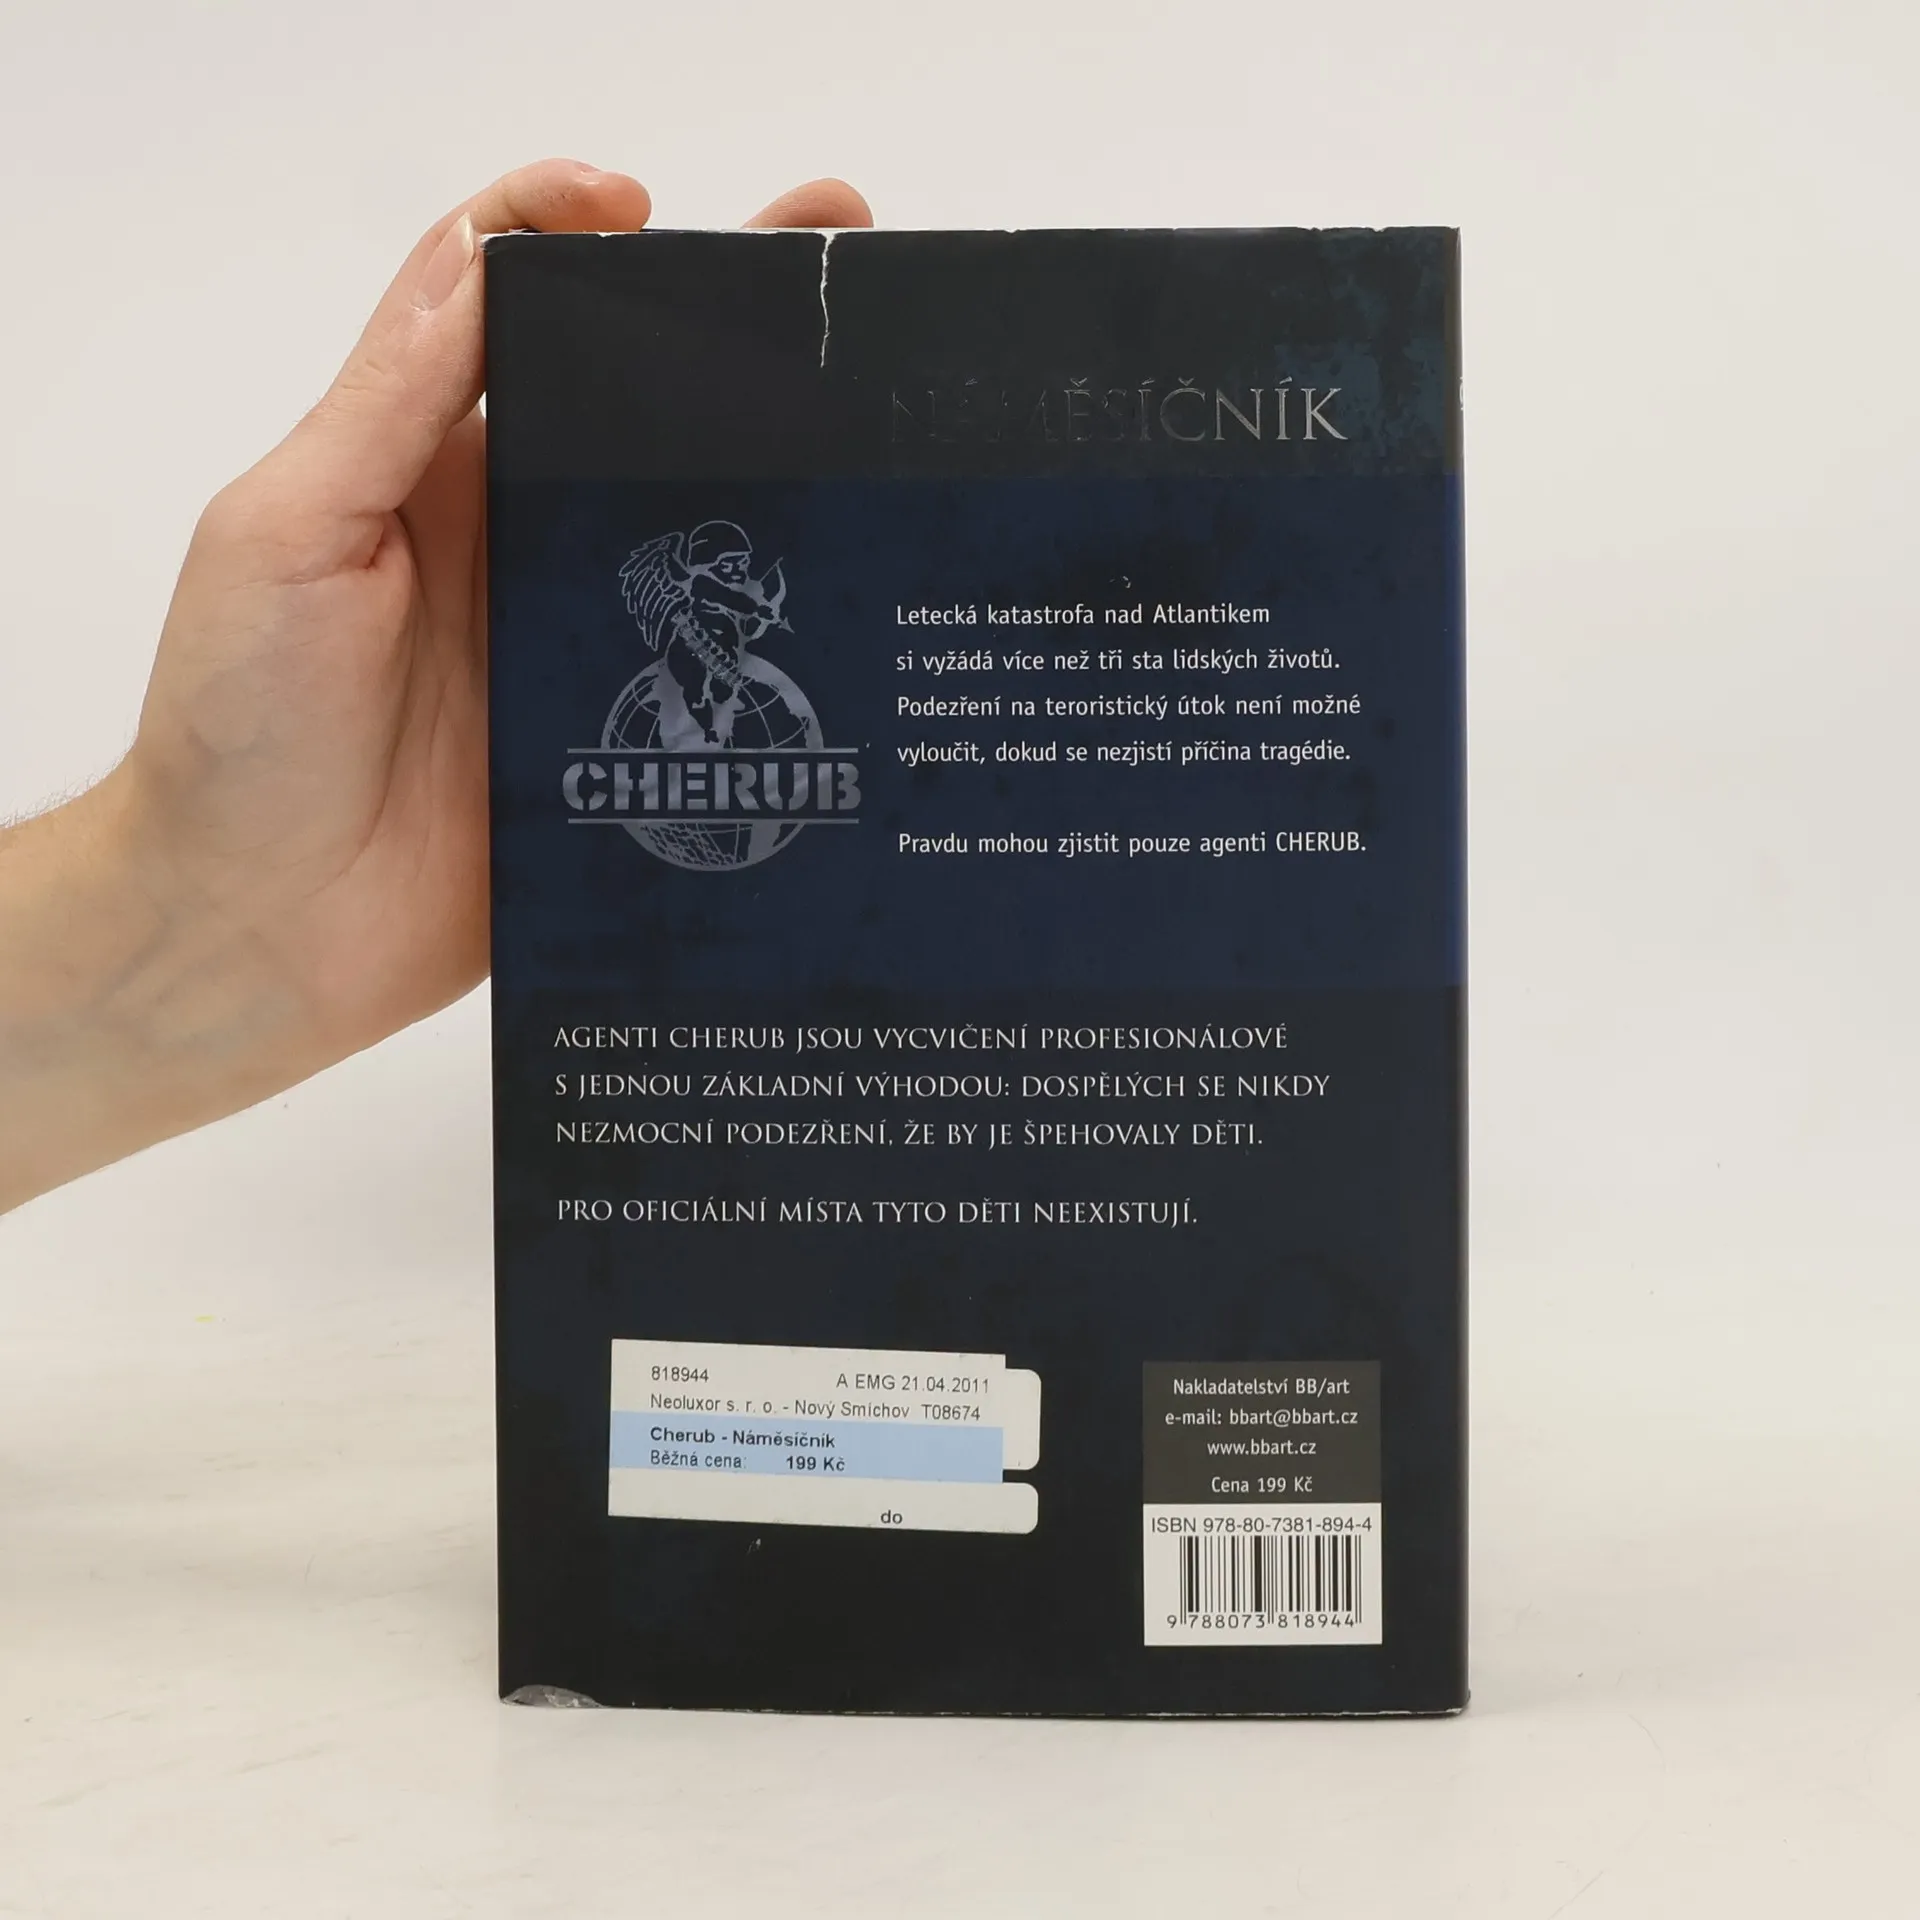 NÁMĚSÍČNÍK
CHERUB
Letecká katastrofa nad Atlantikem
si vyžádá více než tři sta lidských životů.
Podezření na teroristický útok není možné
vyloučit, dokud se nezjistí příčina tragédie.
Pravdu mohou zjistit pouze agenti CHERUB.
AGENTI CHERUB JSOU VYCVIČENÍ PROFESIONÁLOVÉ
S JEDNOU ZÁKLADNÍ VÝHODOU: DOSPĚLÝCH SE NIKDY
NEZMOCNÍ PODEZŘENÍ, ŽE BY JE ŠPEHOVALY DĚTI.
PRO OFICIÁLNÍ MÍSTA TYTO DĚTI NEEXISTUJÍ.
818944 A EMG 21.04.2011
Neoluxor s. r. o. - Nový Smíchov T08674
Cherub - Náměsíčník
Běžná cena: 199 Kč
do
Nakladatelství BB/art
e-mail: bbart@bbart.cz
www.bbart.cz
Cena 199 Kč
ISBN 978-80-7381-894-4
9 788073 818944